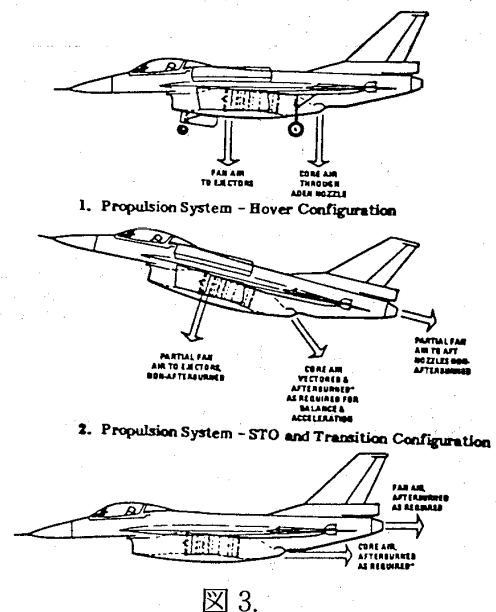 FAN AIR
TO EJECTORS
CORE AIR
THROUGH
ADEN NOZZLE
1. Propulsion System - Hover Configuration
PARTIAL FAN
AIR TO EJECTORS,
NON-AFTERBURNED
CORE AIR
VECTORED &
AFTERBURNED*
AS REQUIRED FOR
BALANCE &
ACCELERATION
PARTIAL FAN
AIR TO AFT
NOZZLES NON-
AFTERBURNED
2. Propulsion System - STO and Transition Configuration
FAN AIR,
AFTERBURNED
AS REQUIRED
CORE AIR,
AFTERBURNED
AS REQUIRED*
図 3.